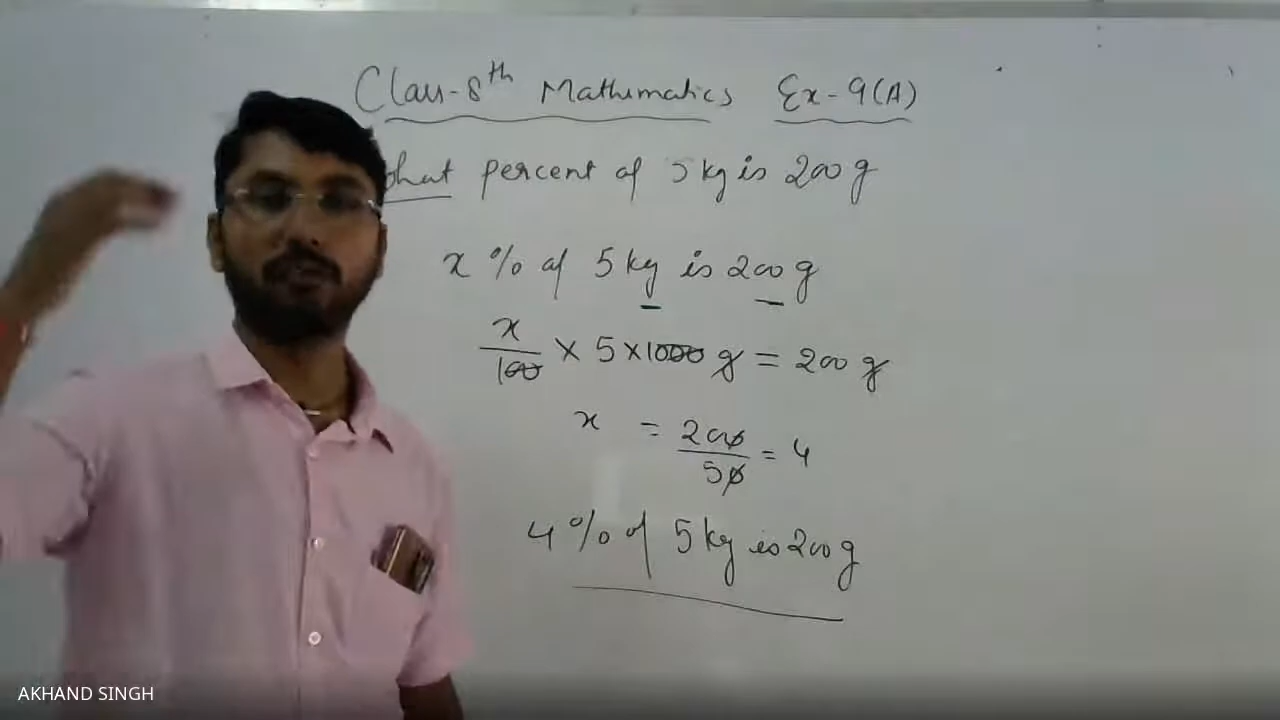 Class-8th Mathematics Ex-9(A)
what percent of 5 kg is 200 g
x % of 5 kg is 200 g
x/100 × 5 × 1000 g = 200 g
x = 200/50 = 4
4% of 5 kg is 200 g
AKHAND SINGH